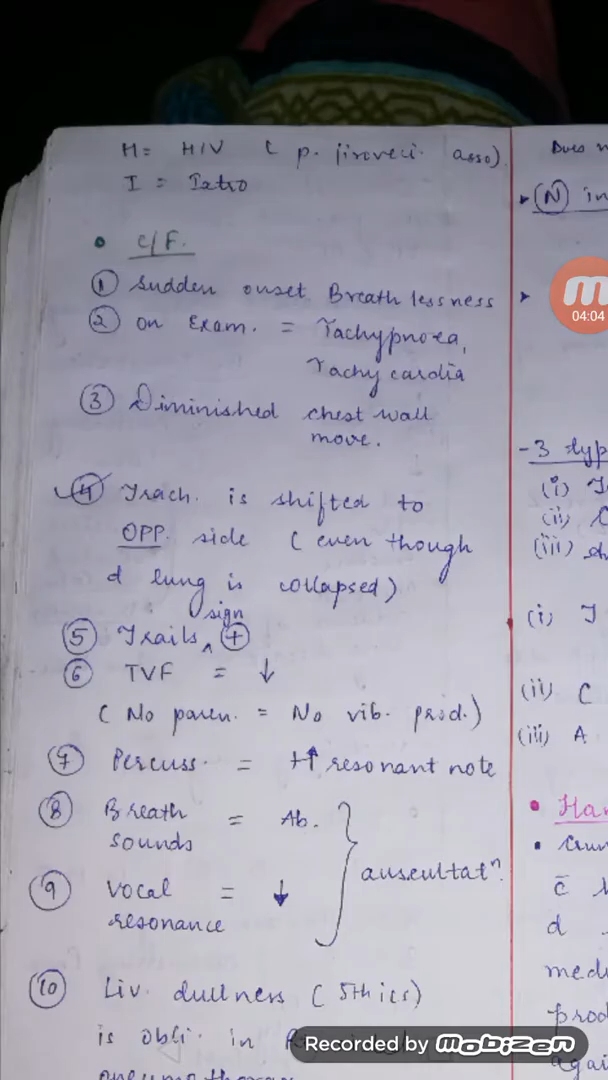 H = HIV ( p. jiroveci. asso)
I = Iatro
• C/F.
① Sudden onset Breathlessness
② on Exam. = Tachypnoea,
Tachycardia
③ Diminished chest wall
move.
④ Trach. is shifted to
OPP. side ( even though
d lung is collapsed)
sign
⑤ Trails ^ ⊕
⑥ TVF = ↓
( No paren. = No vib. prod.)
⑦ Percuss. = resonant note
⑧ Breath = Ab.
sounds
auscultatⁿ.
⑨ Vocal = ↓
resonance
⑩ Liv. dullness ( 5th ics)
is obli. in
Does
Ⓝ in
04:04
-3 typ
(i) T
(ii)
(iii)
(i) T
(ii) C
(iii) A
• Ham
c̄
d
med
prod
agai
Recorded by mobizen